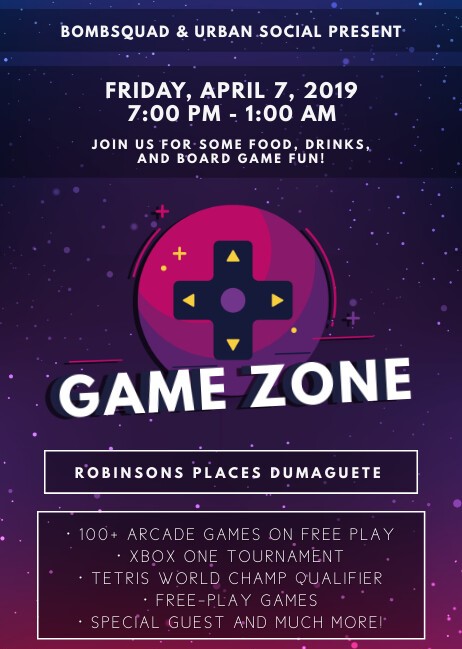 BOMBSQUAD & URBAN SOCIAL PRESENT
FRIDAY, APRIL 7, 2019
7:00 PM - 1:00 AM
JOIN US FOR SOME FOOD, DRINKS,
AND BOARD GAME FUN!
GAME ZONE
ROBINSONS PLACES DUMAGUETE
· 100+ ARCADE GAMES ON FREE PLAY
· XBOX ONE TOURNAMENT
· TETRIS WORLD CHAMP QUALIFIER
· FREE-PLAY GAMES
· SPECIAL GUEST AND MUCH MORE!